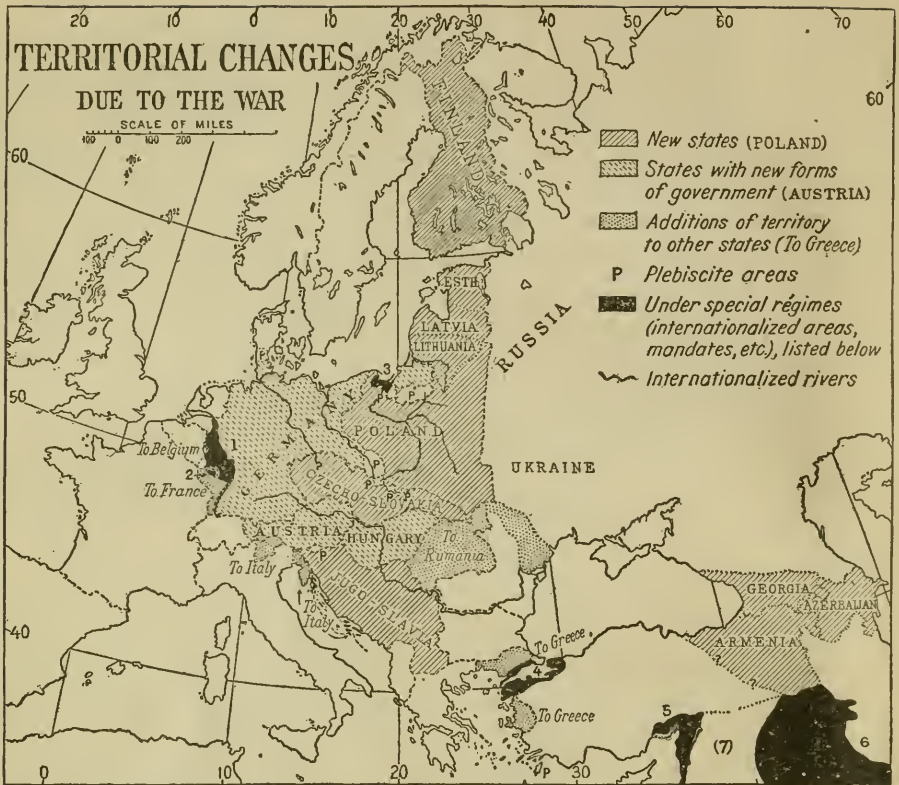 20 10 0 10 20 30 40 50 60 70
TERRITORIAL CHANGES
DUE TO THE WAR
SCALE OF MILES
100 0 100 200
60
60
FINLAND
New states (POLAND)
States with new forms
of government (AUSTRIA)
Additions of territory
to other states (To Greece)
P Plebiscite areas
Under special régimes
(internationalized areas,
mandates, etc.), listed below
Internationalized rivers
ESTH.
LATVIA
LITHUANIA
RUSSIA
50
P
3
P P
1
To Belgium
2
To France
GERMANY
POLAND
UKRAINE
P
P
P P
CZECHO-SLOVAKIA
AUSTRIA
HUNGARY
To
Rumania
To Italy
P
To
Italy
JUGO-SLAVIA
GEORGIA
AZERBAIJAN
ARMENIA
?
?
40
To Greece
4
To Greece
5
(7)
6
P
0 10 20 30